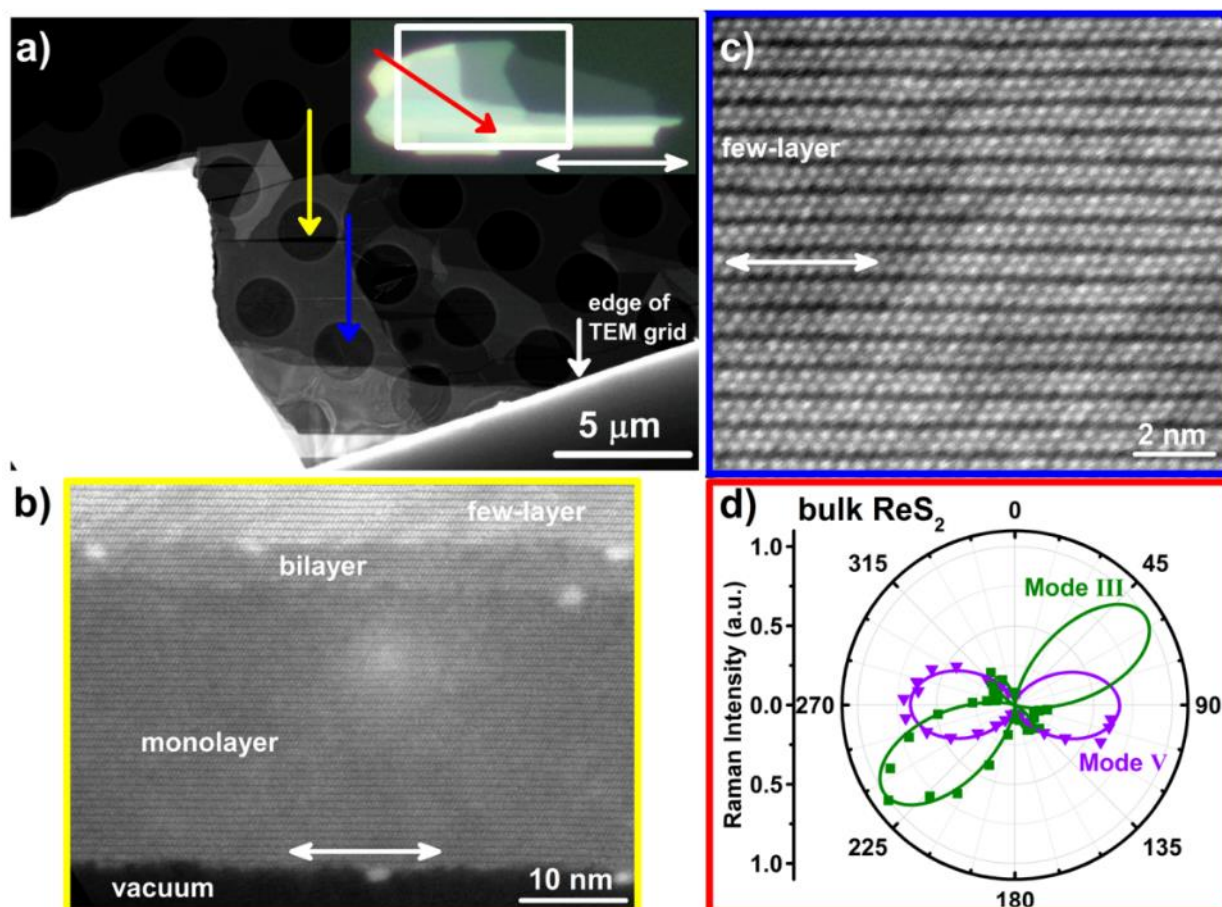 a)
edge of
TEM grid
5 μm
b)
few-layer
bilayer
monolayer
vacuum
10 nm
c)
few-layer
2 nm
d)
bulk ReS₂
Raman Intensity (a.u.)
1.0
0.5
0.0
0.5
1.0
0
45
90
135
180
225
270
315
Mode III
Mode V